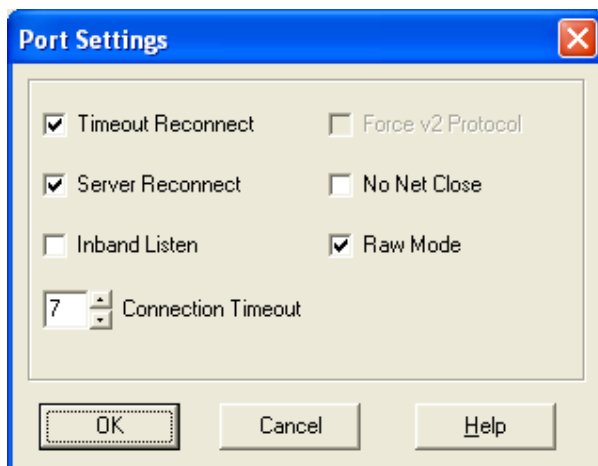 Port Settings
Timeout Reconnect Force v2 Protocol
Server Reconnect No Net Close
Inband Listen Raw Mode
7 Connection Timeout
OK Cancel Help